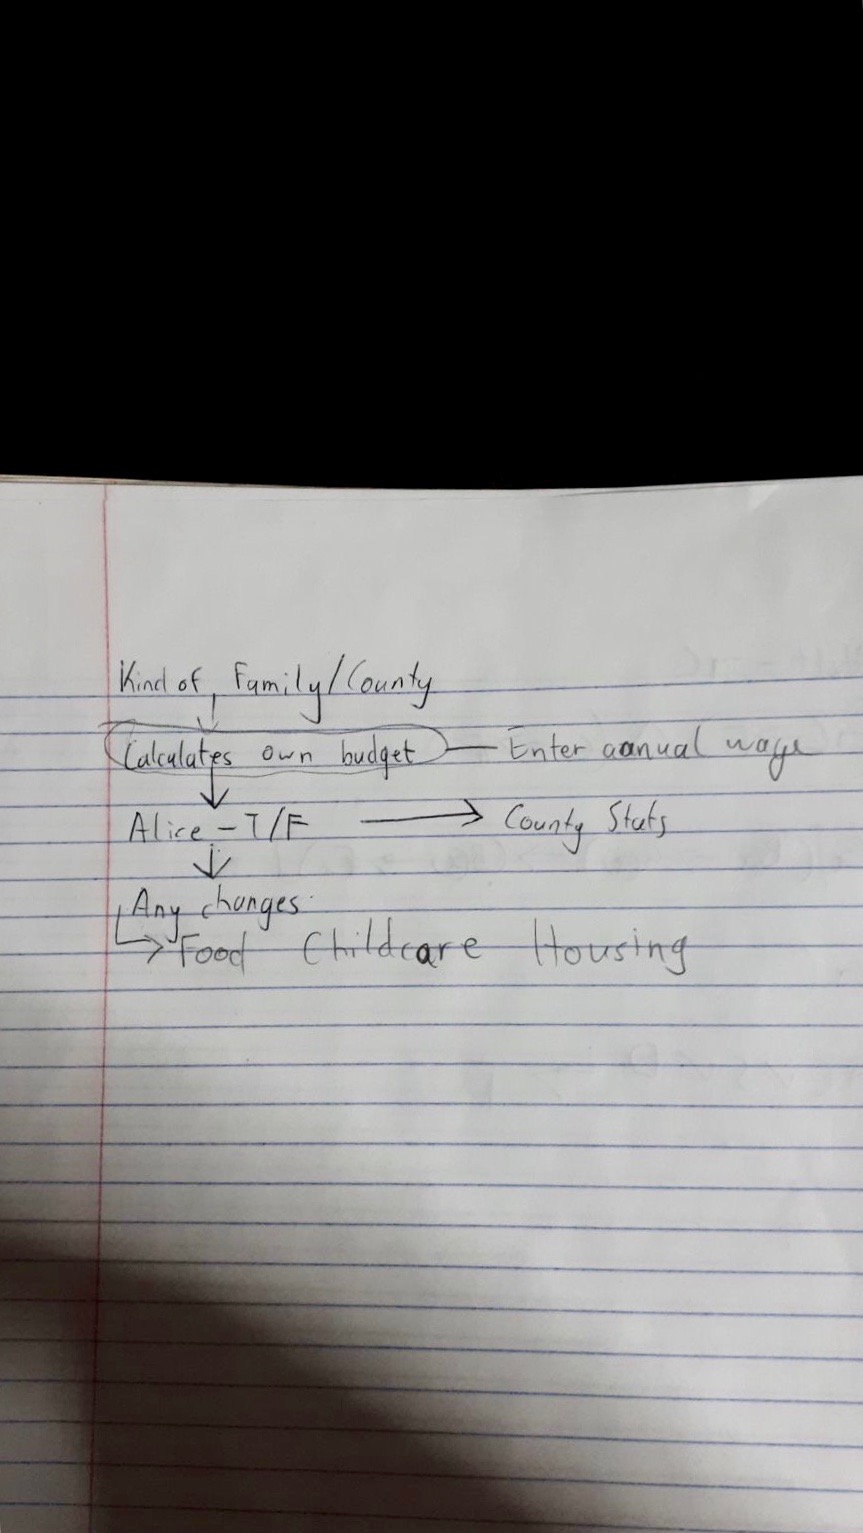 Kind of Family/County
Calculates own budget — Enter aanual wage
Alice - T/F → County Stats
Any changes:
→ Food Childcare Housing